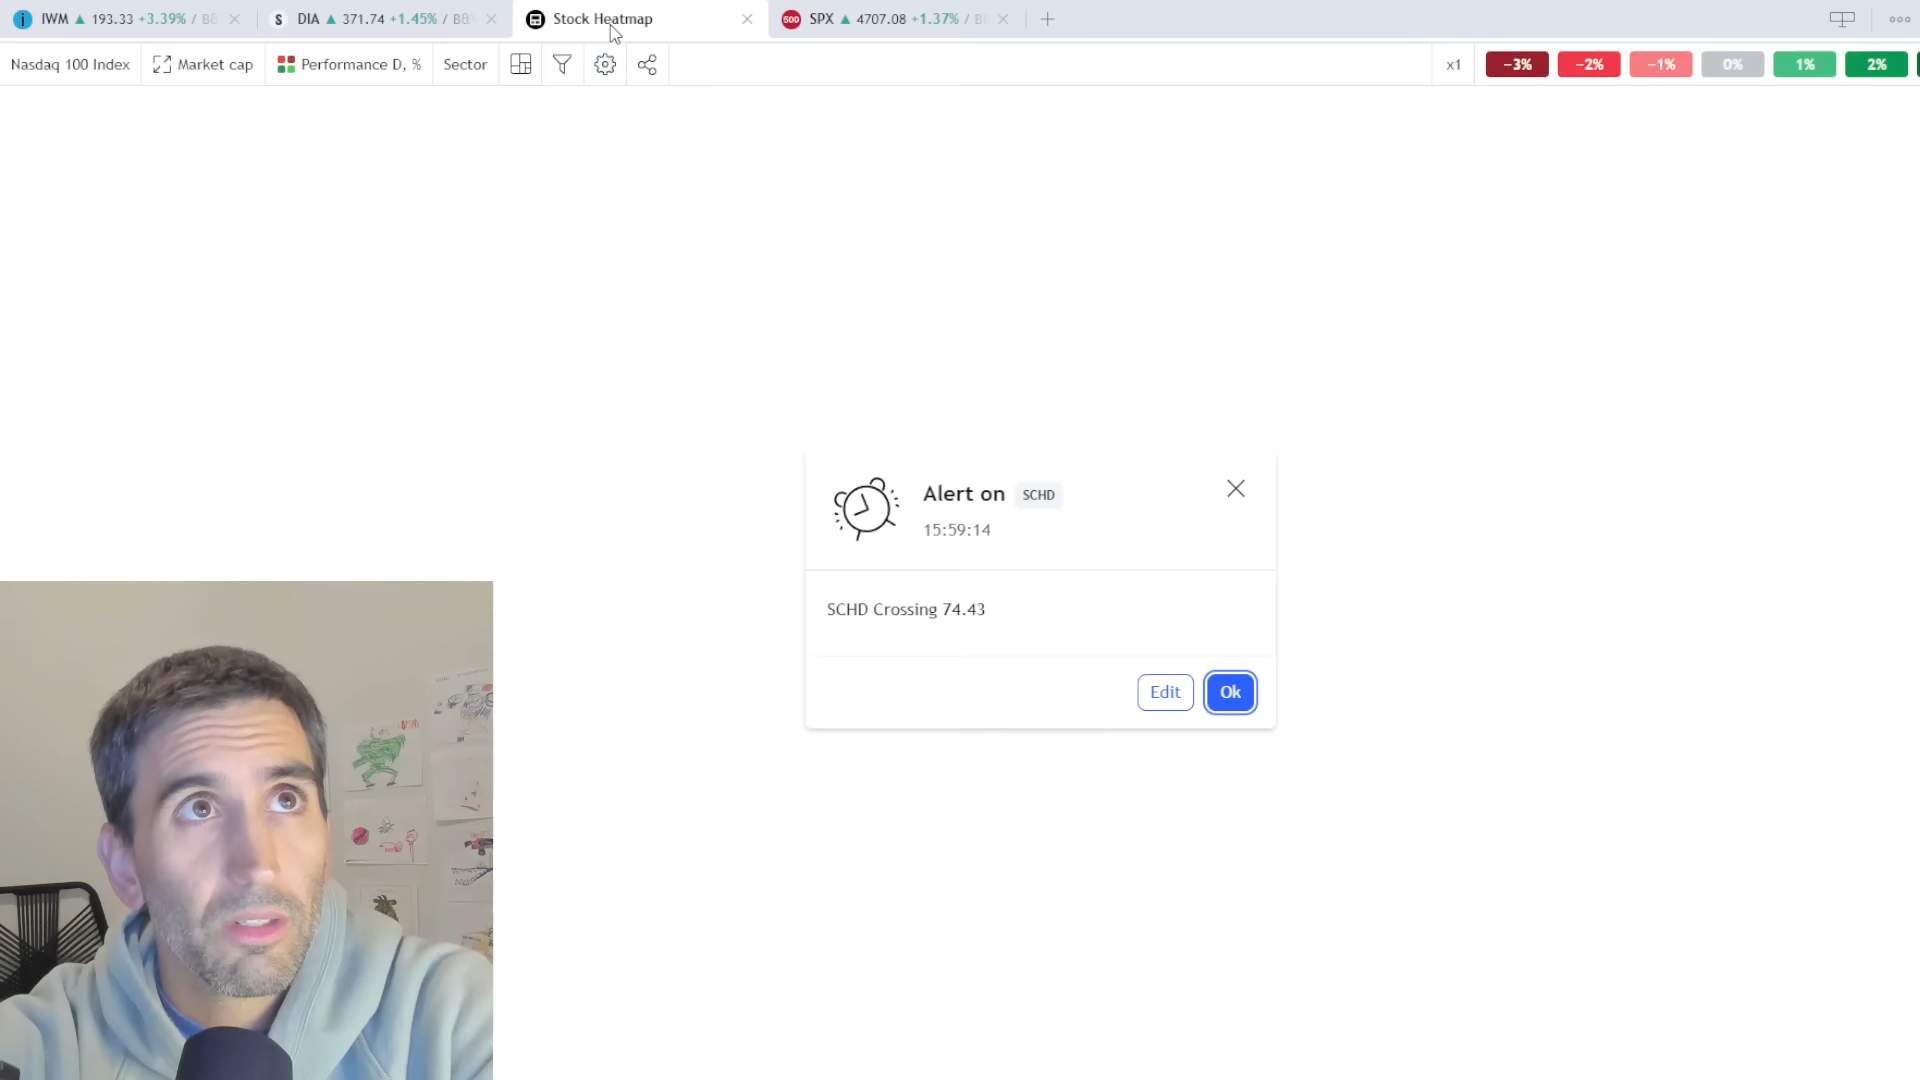 IWM ▲ 193.33 +3.39% /
S DIA ▲ 371.74 +1.45% /
Stock Heatmap
500 SPX ▲ 4707.08 +1.37% /
Nasdaq 100 Index
Market cap
Performance D, %
Sector
x1
−3%
−2%
−1%
0%
1%
2%
Alert on SCHD
15:59:14
SCHD Crossing 74.43
Edit
Ok